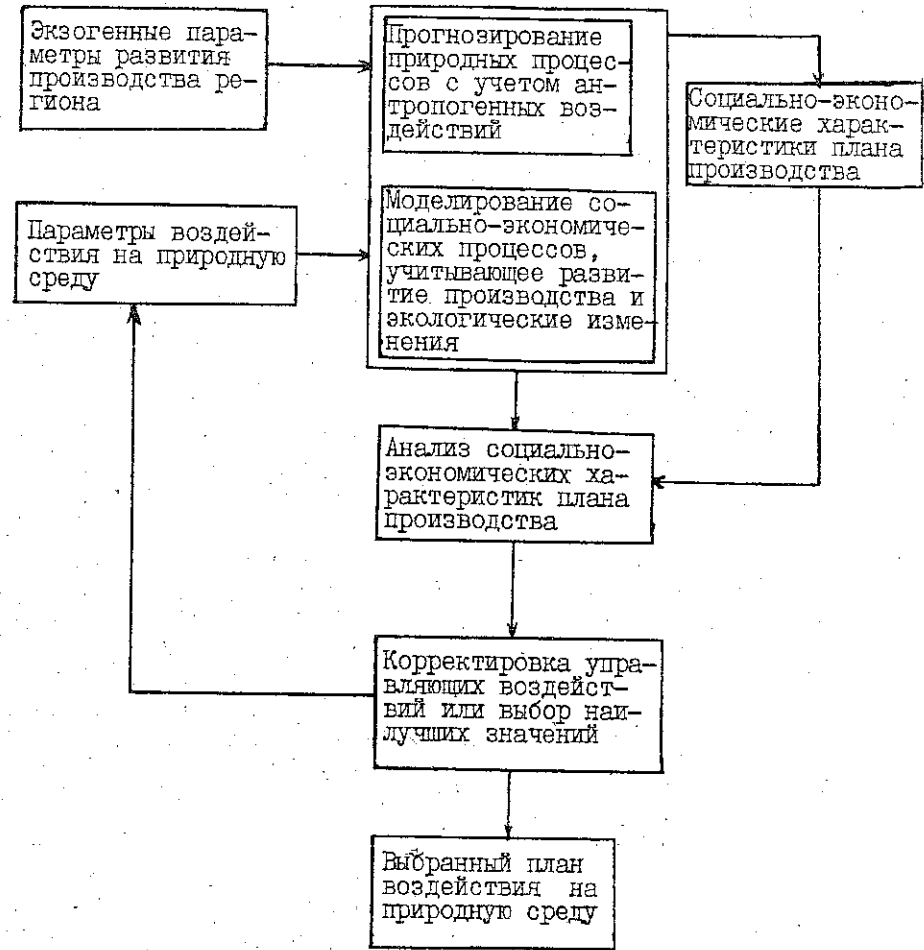 Экзогенные пара-
метры развития
производства ре-
гиона
Прогнозирование
природных процес-
сов с учетом ан-
тропогенных воз-
действий
Социально-эконо-
мические харак-
теристики плана
производства
Параметры воздей-
ствия на природную
среду
Моделирование со-
циально-экономиче-
ских процессов,
учитывающее разви-
тие производства и
экологические изме-
нения
Анализ социально-
экономических ха-
рактеристик плана
производства
Корректировка упра-
вляющих воздейст-
вий или выбор наи-
лучших значений
Выбранный план
воздействия на
природную среду